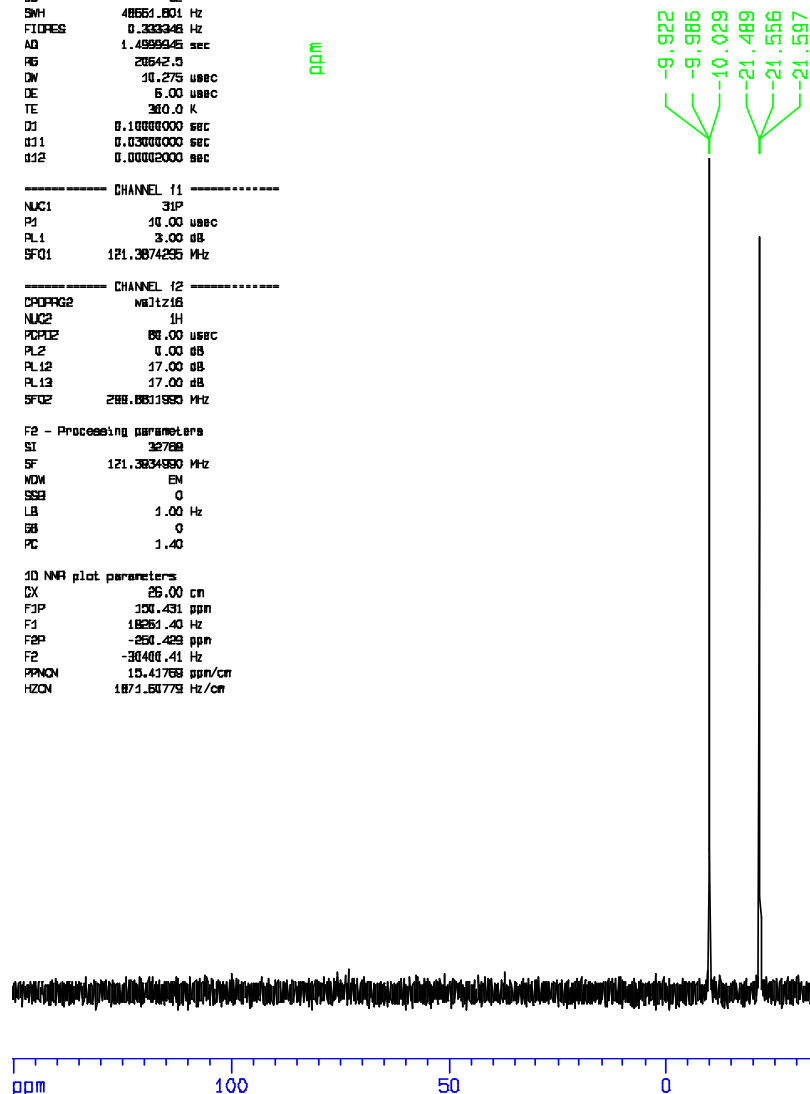 SWH 48661.801 Hz
FIDRES 0.333346 Hz
AQ 1.4999945 sec
RG 20642.5
DW 10.275 usec
DE 6.00 usec
TE 300.0 K
D1 0.10000000 sec
d11 0.03000000 sec
d12 0.00002000 sec
============ CHANNEL f1 =============
NUC1 31P
P1 10.00 usec
PL1 3.00 dB
SFO1 121.3874295 MHz
============ CHANNEL f2 =============
CPDPRG2 waltz16
NUC2 1H
PCPD2 80.00 usec
PL2 0.00 dB
PL12 17.00 dB
PL13 17.00 dB
SFO2 MHz
F2 - Processing parameters
SI 32768
SF 121.3934990 MHz
WDW EM
SSB 0
LB 1.00 Hz
GB 0
PC 1.40
1D NMR plot parameters
CX 26.00 cm
F1P 150.431 ppm
F1 18261.40 Hz
F2P -250.429 ppm
F2 -30400.41 Hz
PPMCM 15.41769 ppm/cm
HZCM 1871.60779 Hz/cm
ppm
-9.922
-9.986
-10.029
-21.489
-21.556
-21.597
ppm 100 50 0